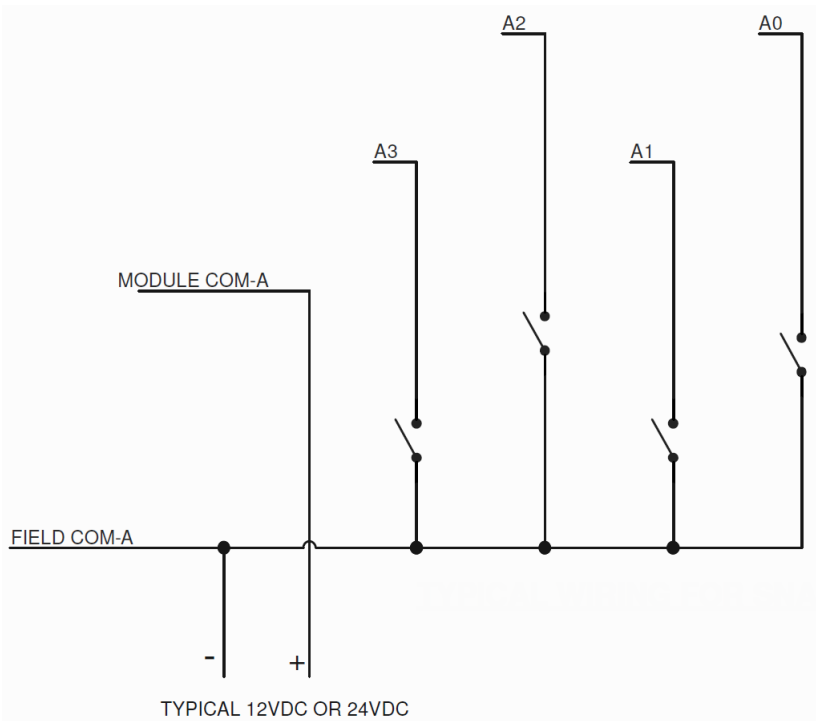 A2
A0
A3
A1
MODULE COM-A
FIELD COM-A
- +
TYPICAL 12VDC OR 24VDC